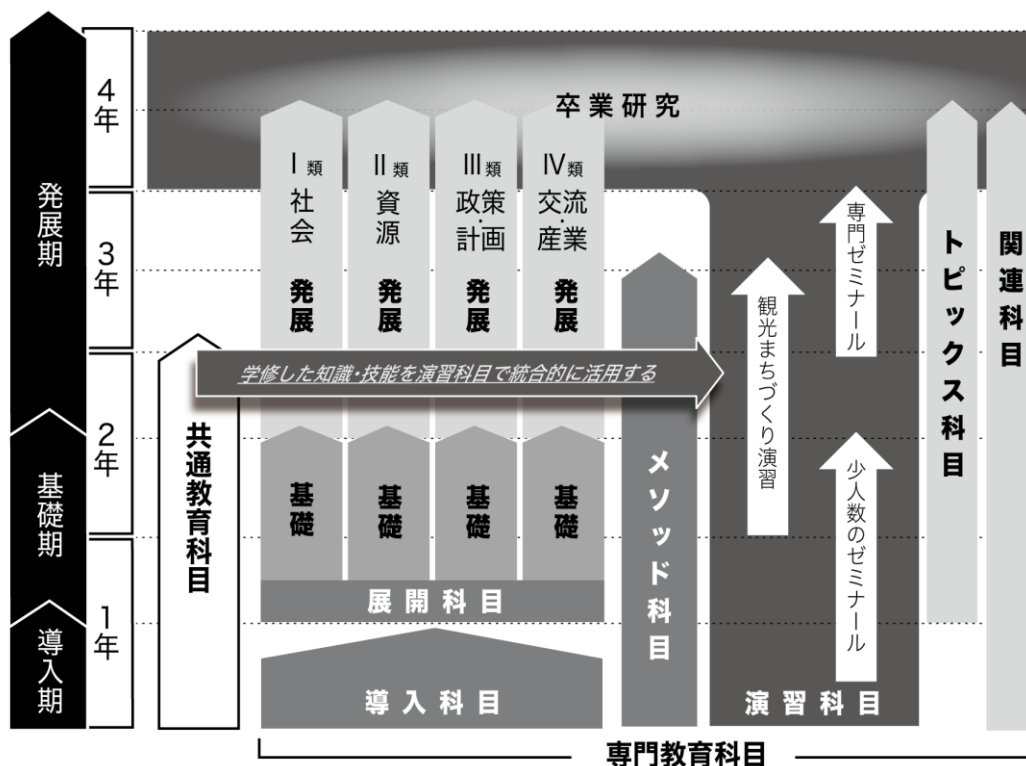 発展期
基礎期
導入期
4年
3年
2年
1年
共通教育科目
卒業研究
Ⅰ類
社会
発展
基礎
Ⅱ類
資源
発展
基礎
Ⅲ類
政策・計画
発展
基礎
Ⅳ類
交流・産業
発展
基礎
学修した知識・技能を演習科目で統合的に活用する
展開科目
導入科目
メソッド科目
観光まちづくり演習
専門ゼミナール
少人数のゼミナール
演習科目
トピックス科目
関連科目
専門教育科目